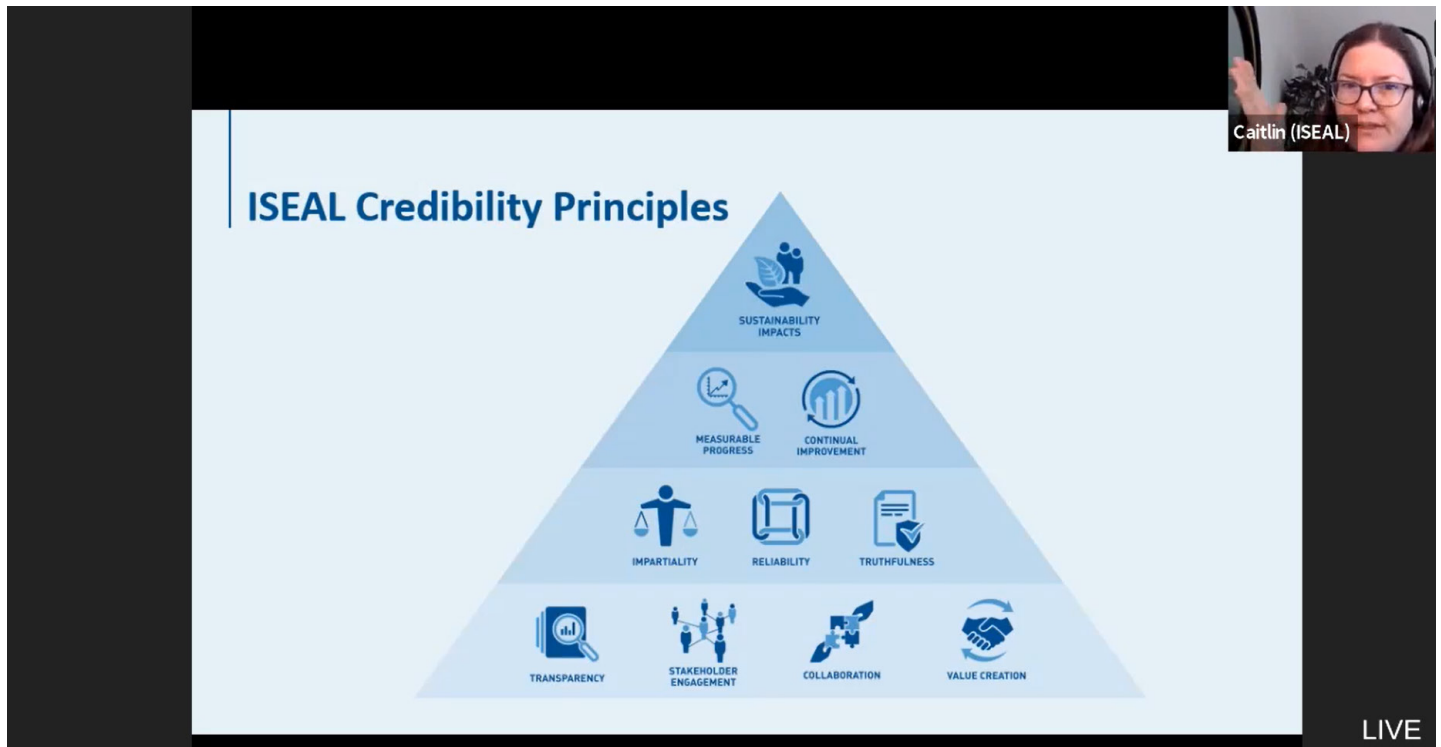 Caitlin (ISEAL)
ISEAL Credibility Principles
SUSTAINABILITY
IMPACTS
MEASURABLE
PROGRESS
CONTINUAL
IMPROVEMENT
IMPARTIALITY
RELIABILITY
TRUTHFULNESS
TRANSPARENCY
STAKEHOLDER
ENGAGEMENT
COLLABORATION
VALUE CREATION
LIVE